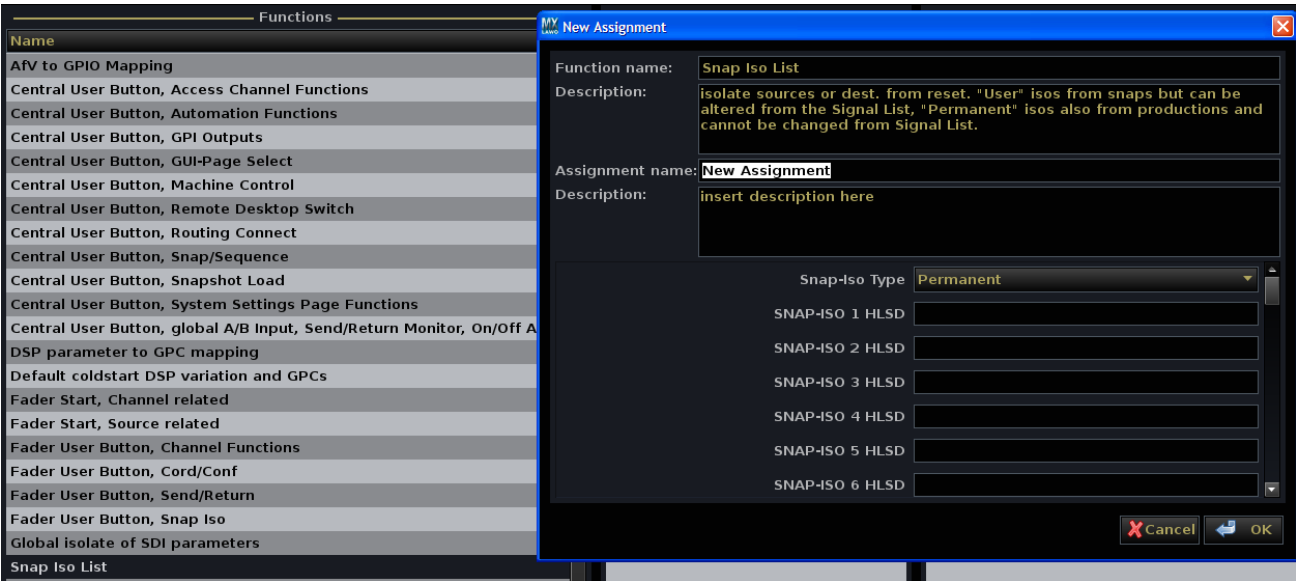 Functions
Name
AfV to GPIO Mapping
Central User Button, Access Channel Functions
Central User Button, Automation Functions
Central User Button, GPI Outputs
Central User Button, GUI-Page Select
Central User Button, Machine Control
Central User Button, Remote Desktop Switch
Central User Button, Routing Connect
Central User Button, Snap/Sequence
Central User Button, Snapshot Load
Central User Button, System Settings Page Functions
Central User Button, global A/B Input, Send/Return Monitor, On/Off A
DSP parameter to GPC mapping
Default coldstart DSP variation and GPCs
Fader Start, Channel related
Fader Start, Source related
Fader User Button, Channel Functions
Fader User Button, Cord/Conf
Fader User Button, Send/Return
Fader User Button, Snap Iso
Global isolate of SDI parameters
Snap Iso List
MX LAWO New Assignment
Function name: Snap Iso List
Description: isolate sources or dest. from reset. "User" isos from snaps but can be
altered from the Signal List, "Permanent" isos also from productions and
cannot be changed from Signal List.
Assignment name: New Assignment
Description: insert description here
Snap-Iso Type Permanent
SNAP-ISO 1 HLSD
SNAP-ISO 2 HLSD
SNAP-ISO 3 HLSD
SNAP-ISO 4 HLSD
SNAP-ISO 5 HLSD
SNAP-ISO 6 HLSD
Cancel OK